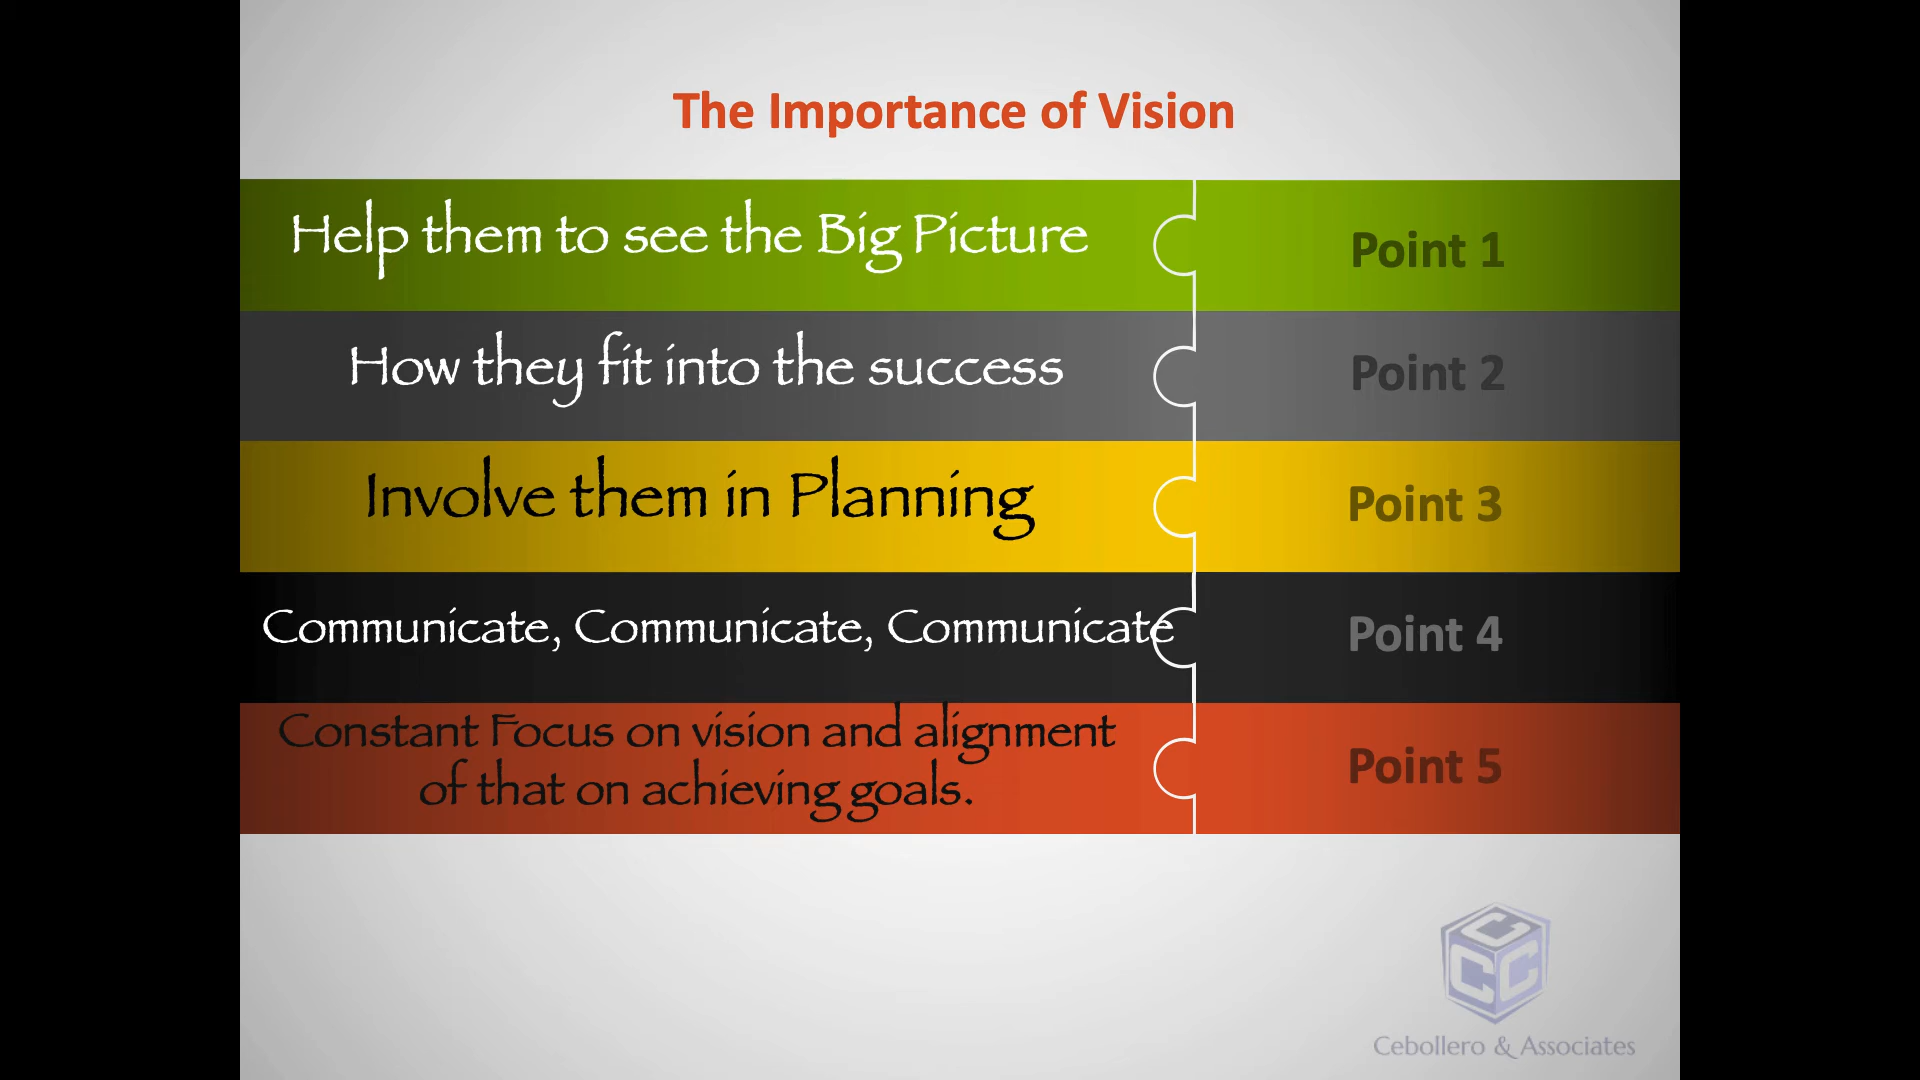 The Importance of Vision
Help them to see the Big Picture
Point 1
How they fit into the success
Point 2
Involve them in Planning
Point 3
Communicate, Communicate, Communicate
Point 4
Constant Focus on vision and alignment
of that on achieving goals.
Point 5
C C C
Cebollero & Associates